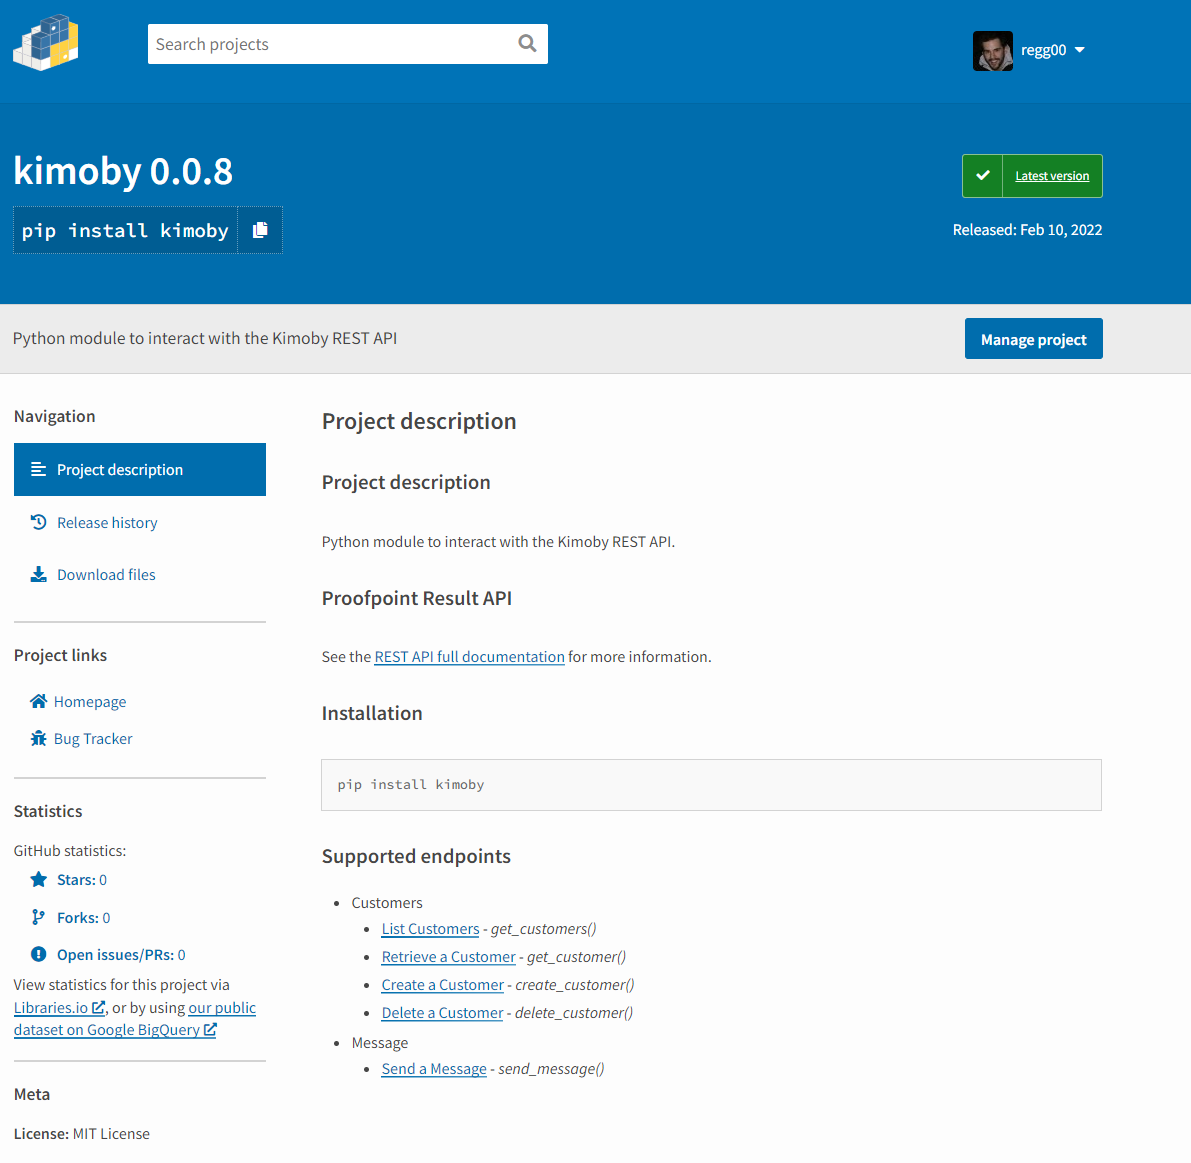 Search projects
regg00
kimoby 0.0.8
Latest version
pip install kimoby
Released: Feb 10, 2022
Python module to interact with the Kimoby REST API
Manage project
Navigation
Project description
Release history
Download files
Project links
Homepage
Bug Tracker
Statistics
GitHub statistics:
Stars: 0
Forks: 0
Open issues/PRs: 0
View statistics for this project via
Libraries.io, or by using our public
dataset on Google BigQuery
Meta
License: MIT License
Project description
Project description
Python module to interact with the Kimoby REST API.
Proofpoint Result API
See the REST API full documentation for more information.
Installation
pip install kimoby
Supported endpoints
• Customers
• List Customers - get_customers()
• Retrieve a Customer - get_customer()
• Create a Customer - create_customer()
• Delete a Customer - delete_customer()
• Message
• Send a Message - send_message()